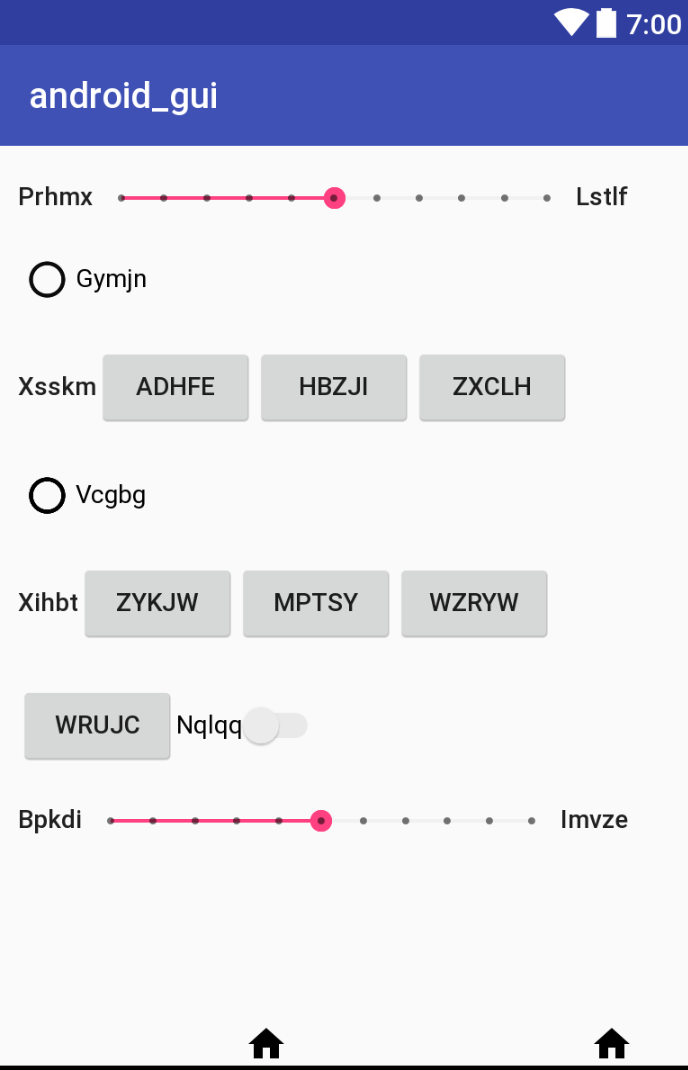 7:00
android_gui
Prhmx Lstlf
Gymjn
Xsskm ADHFE HBZJI ZXCLH
Vcgbg
Xihbt ZYKJW MPTSY WZRYW
WRUJC Nqlqq
Bpkdi Imvze